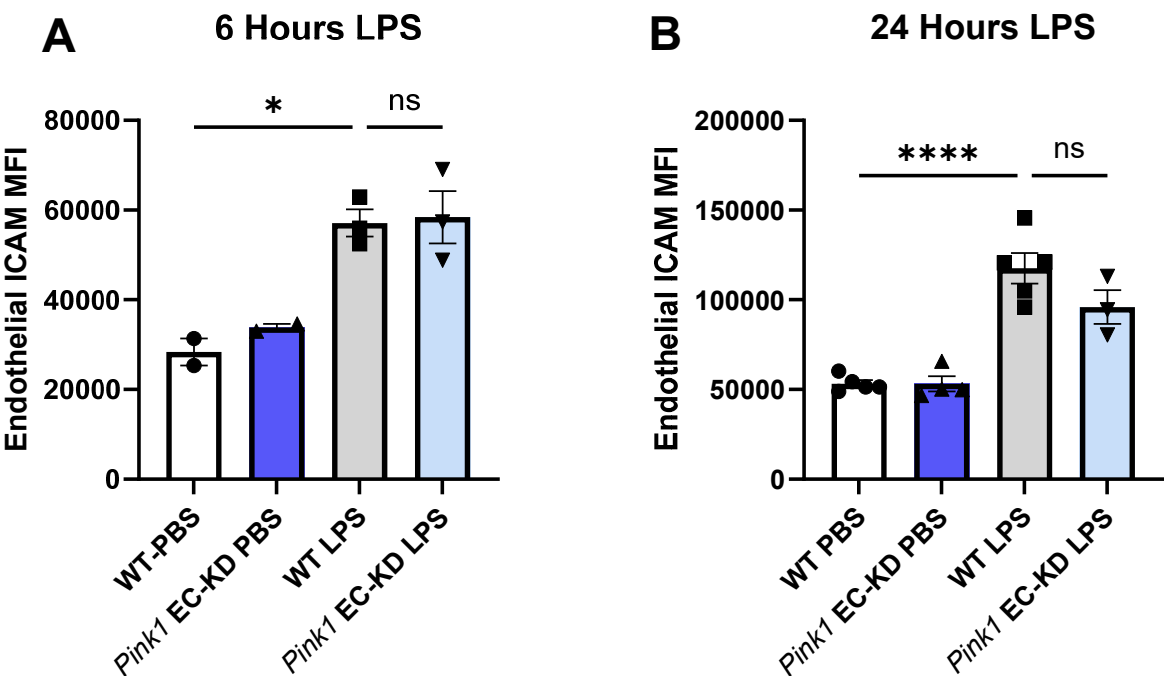 A
6 Hours LPS
*
ns
Endothelial ICAM MFI
80000
60000
40000
20000
0
WT-PBS
Pink1 EC-KD PBS
WT LPS
Pink1 EC-KD LPS
B
24 Hours LPS
****
ns
Endothelial ICAM MFI
200000
150000
100000
50000
0
WT PBS
Pink1 EC-KD PBS
WT LPS
Pink1 EC-KD LPS